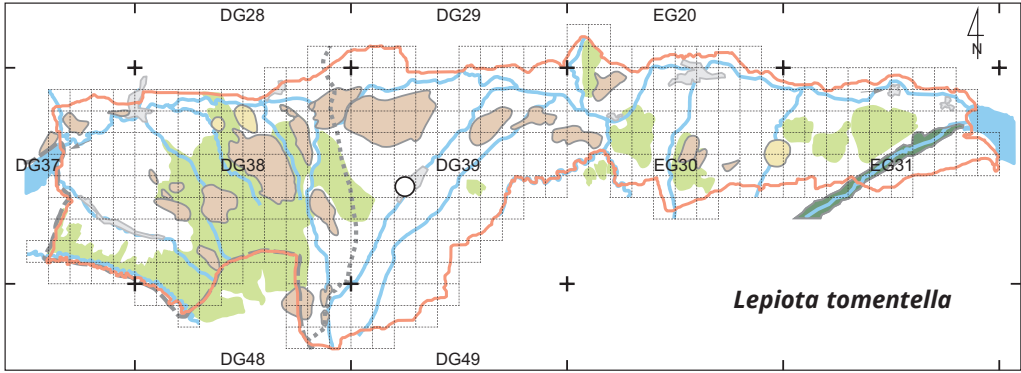 DG28 DG29 EG20
N
DG37 DG38 DG39 EG30 EG31
Lepiota tomentella
DG48 DG49